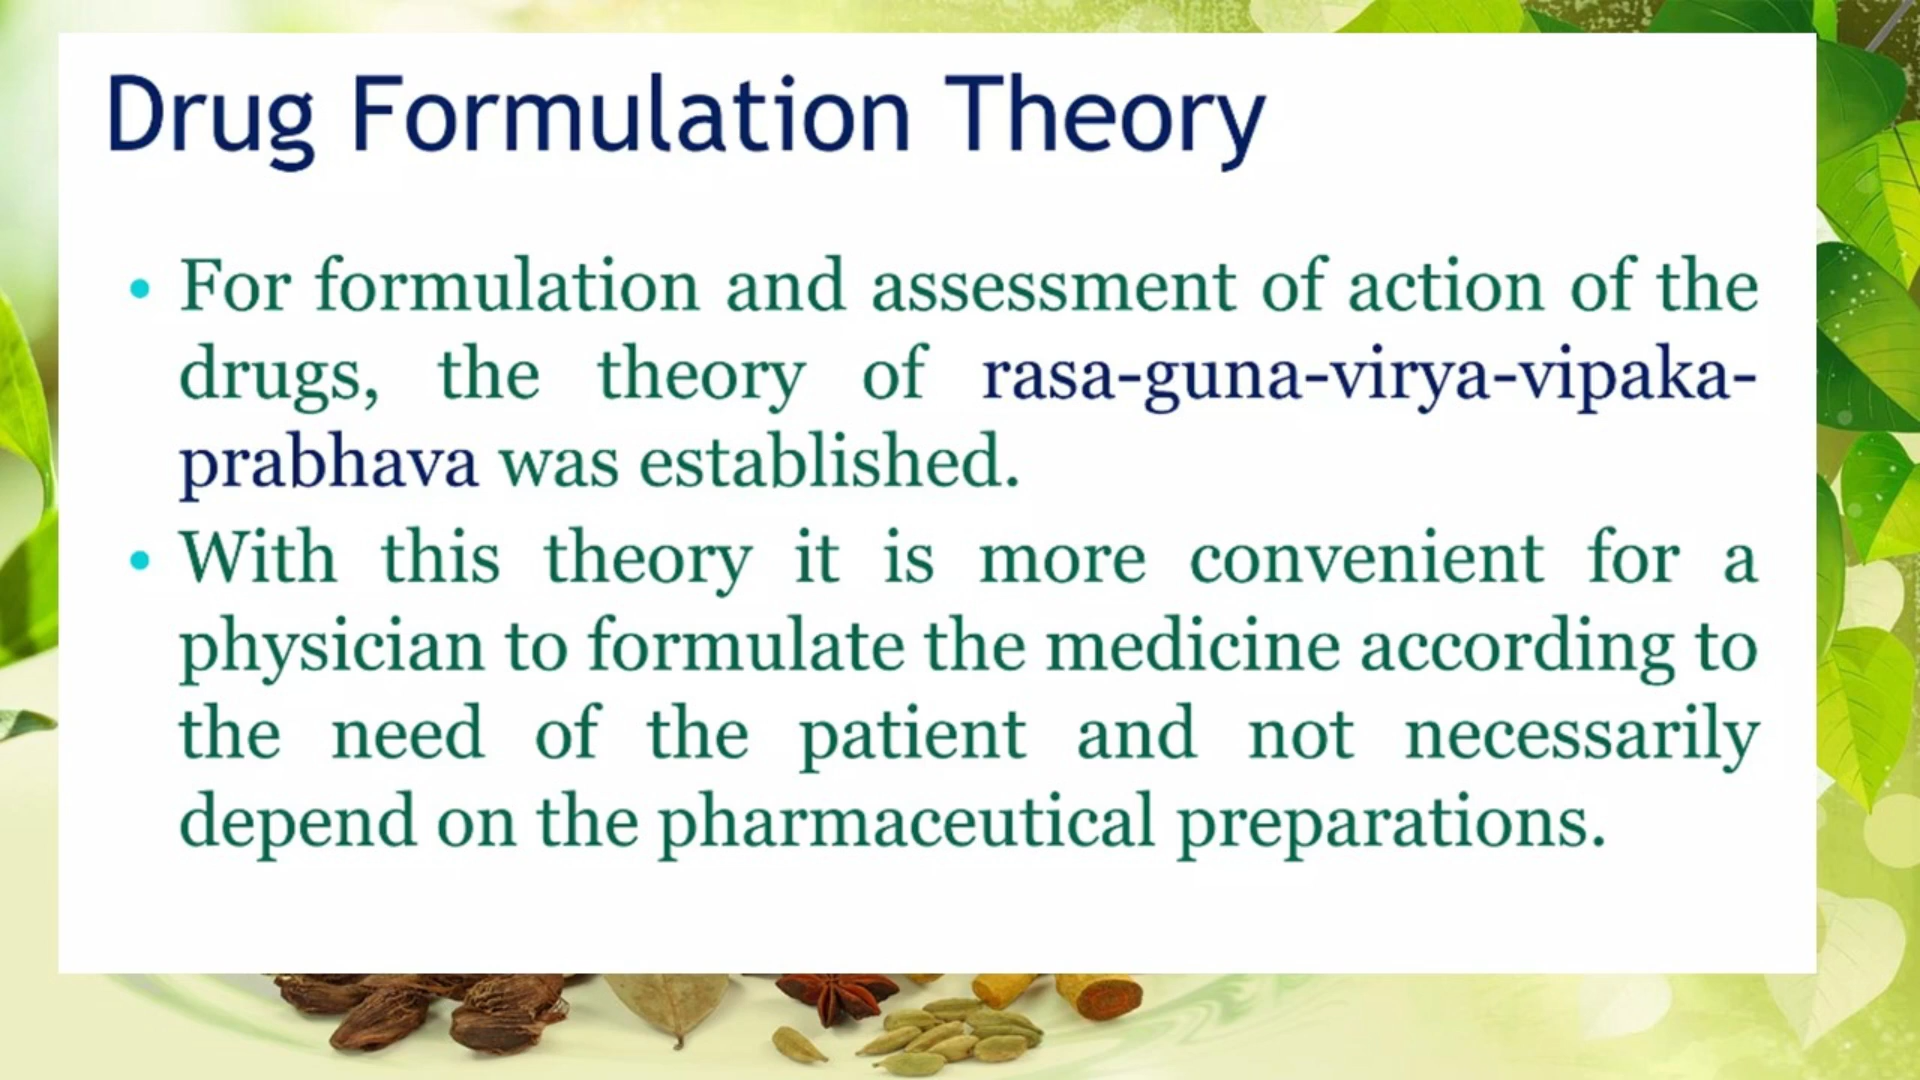 Drug Formulation Theory
• For formulation and assessment of action of the
drugs, the theory of rasa-guna-virya-vipaka-
prabhava was established.
• With this theory it is more convenient for a
physician to formulate the medicine according to
the need of the patient and not necessarily
depend on the pharmaceutical preparations.